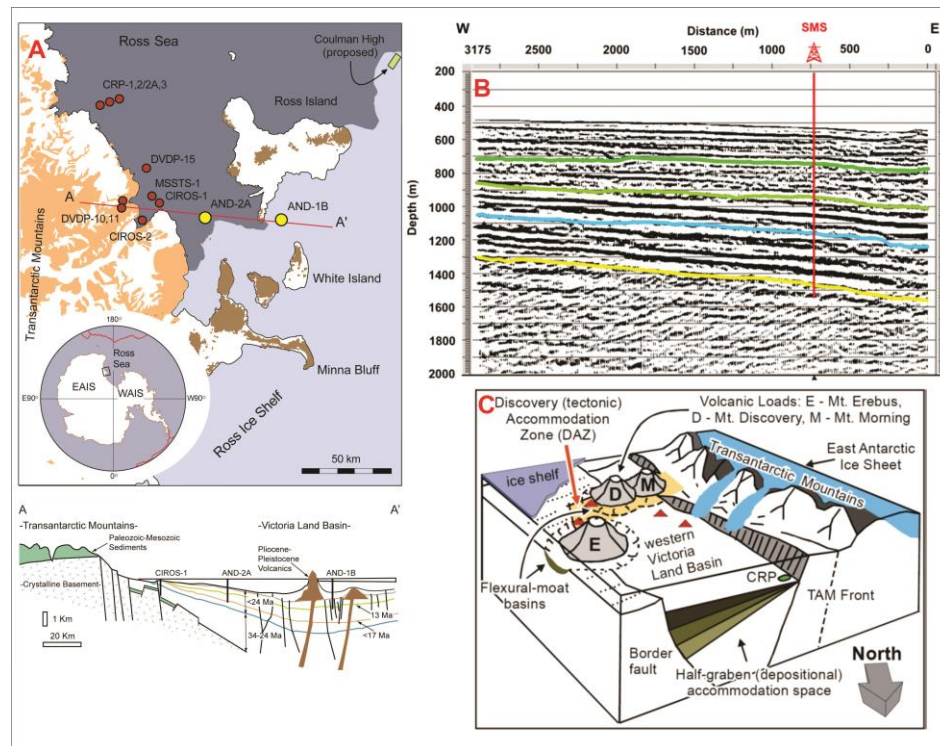 A
Ross Sea
Coulman High
(proposed)
CRP-1,2/2A,3
Ross Island
DVDP-15
MSSTS-1
CIROS-1
A
AND-2A
AND-1B
DVDP-10,11
A'
CIROS-2
Transantarctic Mountains
White Island
Minna Bluff
Ross Ice Shelf
180°
Ross
Sea
EAIS
WAIS
E90°
W90°
0°
50 km
W
Distance (m)
SMS
E
3175
2500
2000
1500
1000
500
0
B
Depth (m)
200
400
600
800
1000
1200
1400
1600
1800
2000
A
A'
-Transantarctic Mountains-
-Victoria Land Basin-
Paleozoic-Mesozoic
Sediments
Pliocene-
Pleistocene
Volcanics
CIROS-1
AND-2A
AND-1B
-Crystalline Basement-
<24 Ma
13 Ma
34-24 Ma
<17 Ma
1 Km
20 Km
C
Discovery (tectonic)
Accommodation
Zone (DAZ)
Volcanic Loads: E - Mt. Erebus,
D - Mt. Discovery, M - Mt. Morning
East Antarctic
Ice Sheet
Transantarctic Mountains
ice shelf
D
M
E
western
Victoria
Land Basin
Flexural-moat
basins
CRP
TAM Front
Border
fault
Half-graben (depositional)
accommodation space
North